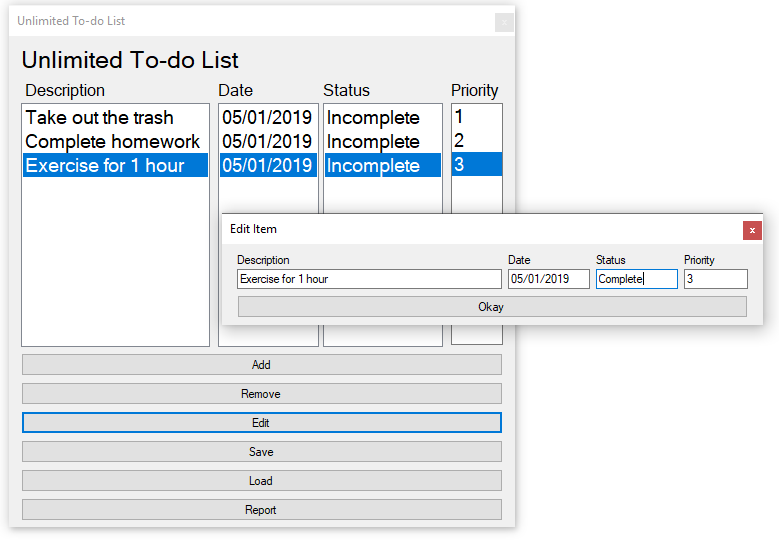 Unlimited To-do List
Unlimited To-do List
Description Date Status Priority
Take out the trash 05/01/2019 Incomplete 1
Complete homework 05/01/2019 Incomplete 2
Exercise for 1 hour 05/01/2019 Incomplete 3
Edit Item x
Description Date Status Priority
Exercise for 1 hour 05/01/2019 Complete 3
Okay
Add
Remove
Edit
Save
Load
Report